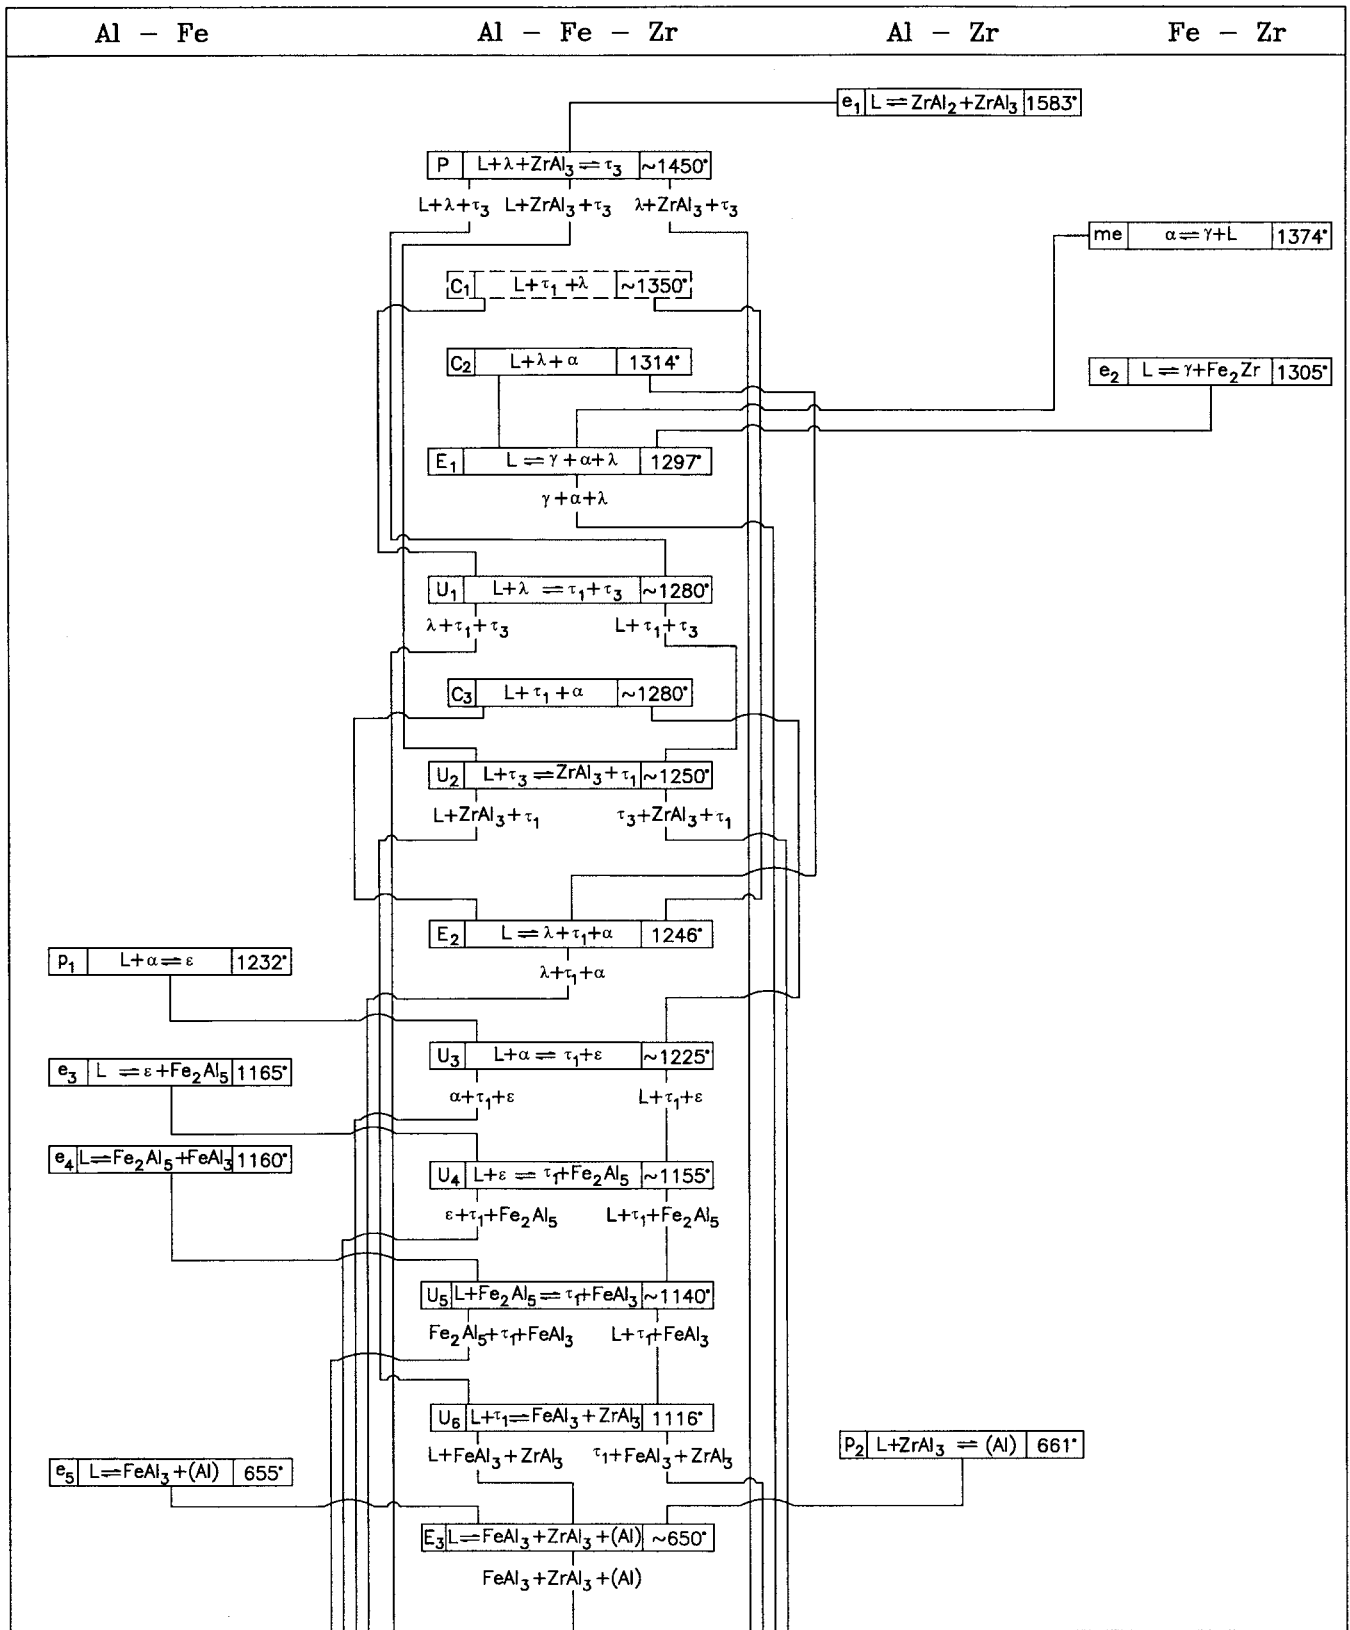 Al – Fe Al – Fe – Zr Al – Zr Fe – Zr
e₁ L ⇌ ZrAl₂+ZrAl₃ 1583°
P L+λ+ZrAl₃ ⇌ τ₃ ~1450°
L+λ+τ₃ L+ZrAl₃+τ₃ λ+ZrAl₃+τ₃
me α ⇌ γ+L 1374°
C₁ L+τ₁+λ ~1350°
C₂ L+λ+α 1314°
e₂ L ⇌ γ+Fe₂Zr 1305°
E₁ L ⇌ γ+α+λ 1297°
γ+α+λ
U₁ L+λ ⇌ τ₁+τ₃ ~1280°
λ+τ₁+τ₃ L+τ₁+τ₃
C₃ L+τ₁+α ~1280°
U₂ L+τ₃ ⇌ ZrAl₃+τ₁ ~1250°
L+ZrAl₃+τ₁ τ₃+ZrAl₃+τ₁
E₂ L ⇌ λ+τ₁+α 1246°
p₁ L+α ⇌ ε 1232°
λ+τ₁+α
U₃ L+α ⇌ τ₁+ε ~1225°
e₃ L ⇌ ε+Fe₂Al₅ 1165°
α+τ₁+ε L+τ₁+ε
e₄ L ⇌ Fe₂Al₅+FeAl₃ 1160°
U₄ L+ε ⇌ τ₁+Fe₂Al₅ ~1155°
ε+τ₁+Fe₂Al₅ L+τ₁+Fe₂Al₅
U₅ L+Fe₂Al₅ ⇌ τ₁+FeAl₃ ~1140°
Fe₂Al₅+τ₁+FeAl₃ L+τ₁+FeAl₃
U₆ L+τ₁ ⇌ FeAl₃+ZrAl₃ 1116°
p₂ L+ZrAl₃ ⇌ (Al) 661°
L+FeAl₃+ZrAl₃ τ₁+FeAl₃+ZrAl₃
e₅ L ⇌ FeAl₃+(Al) 655°
E₃ L ⇌ FeAl₃+ZrAl₃+(Al) ~650°
FeAl₃+ZrAl₃+(Al)